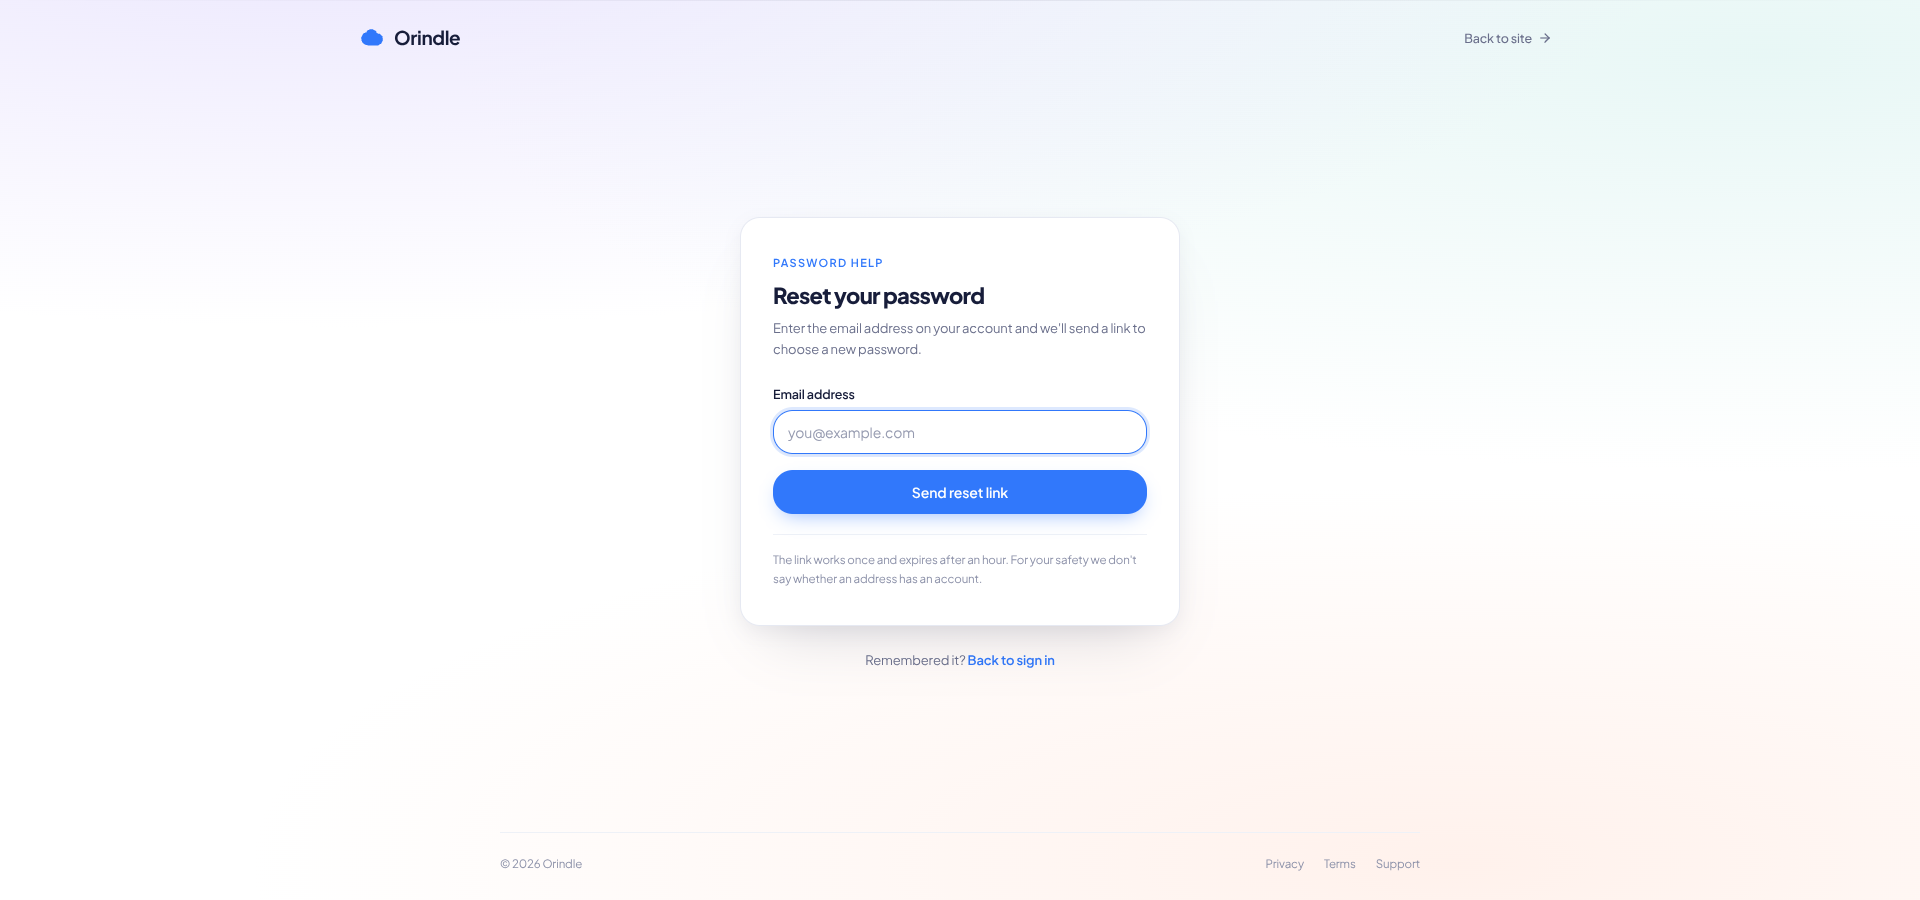 Orindle
Back to site
PASSWORD HELP
Reset your password
Enter the email address on your account and we'll send a link to
choose a new password.
Email address
you@example.com
Send reset link
The link works once and expires after an hour. For your safety we don't
say whether an address has an account.
Remembered it? Back to sign in
© 2026 Orindle
Privacy
Terms
Support